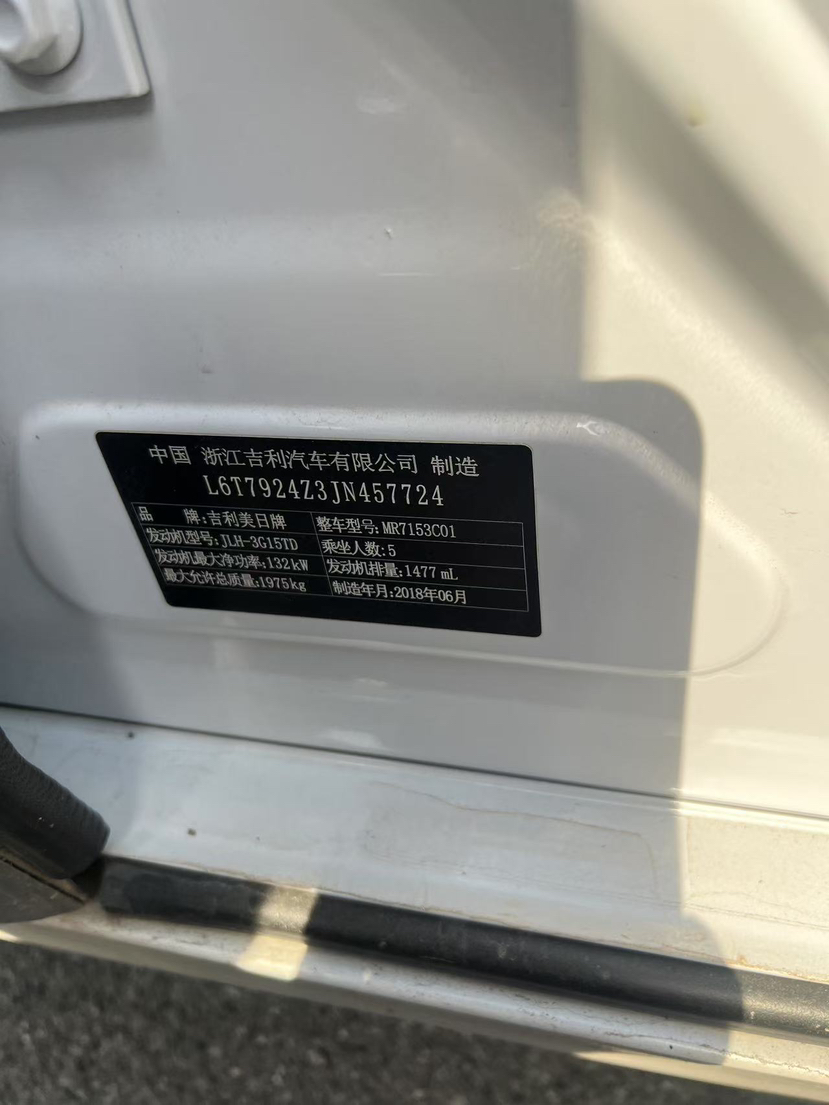 中国 浙江吉利汽车有限公司 制造
L6T7924Z3JN457724
品 牌:吉利美日牌 整车型号:MR7153C01
发动机型号:JLH-3G15TD 乘坐人数:5
发动机最大净功率:132kW 发动机排量:1477mL
最大允许总质量:1975kg 制造年月:2018年06月